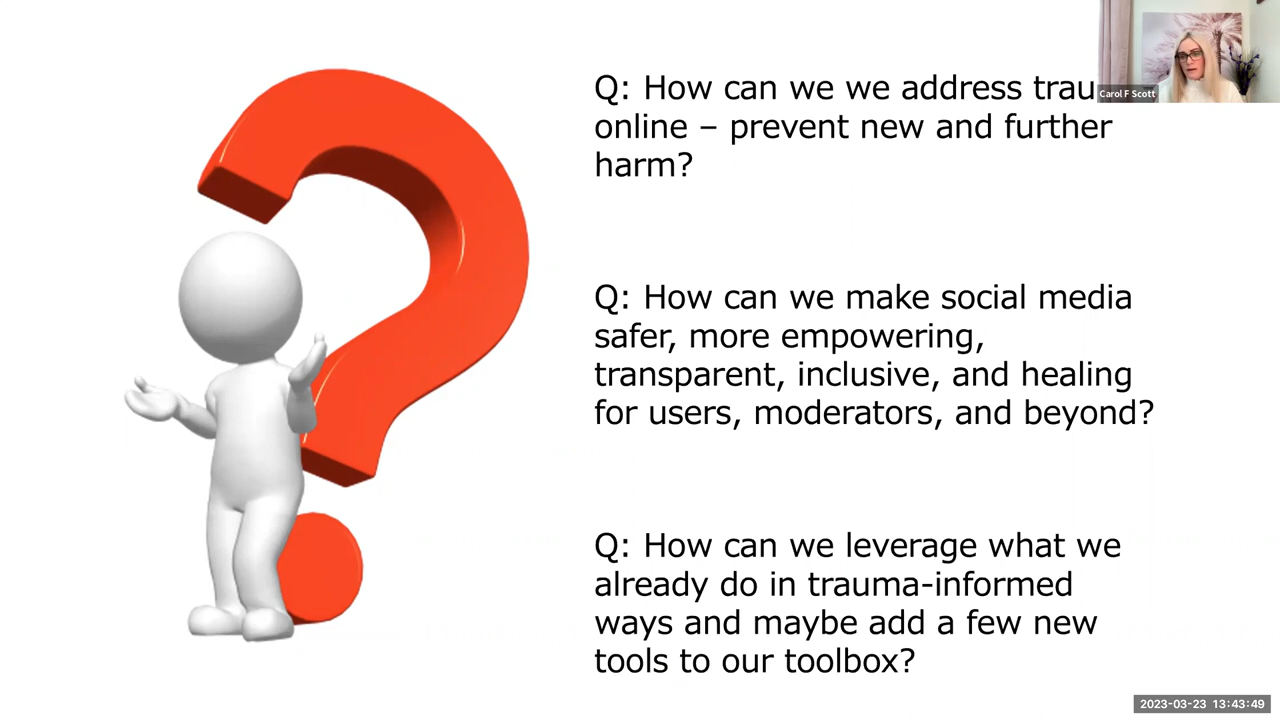 Q: How can we we address trau
online – prevent new and further
harm?
Q: How can we make social media
safer, more empowering,
transparent, inclusive, and healing
for users, moderators, and beyond?
Q: How can we leverage what we
already do in trauma-informed
ways and maybe add a few new
tools to our toolbox?
Carol F Scott
2023-03-23 13:43:49